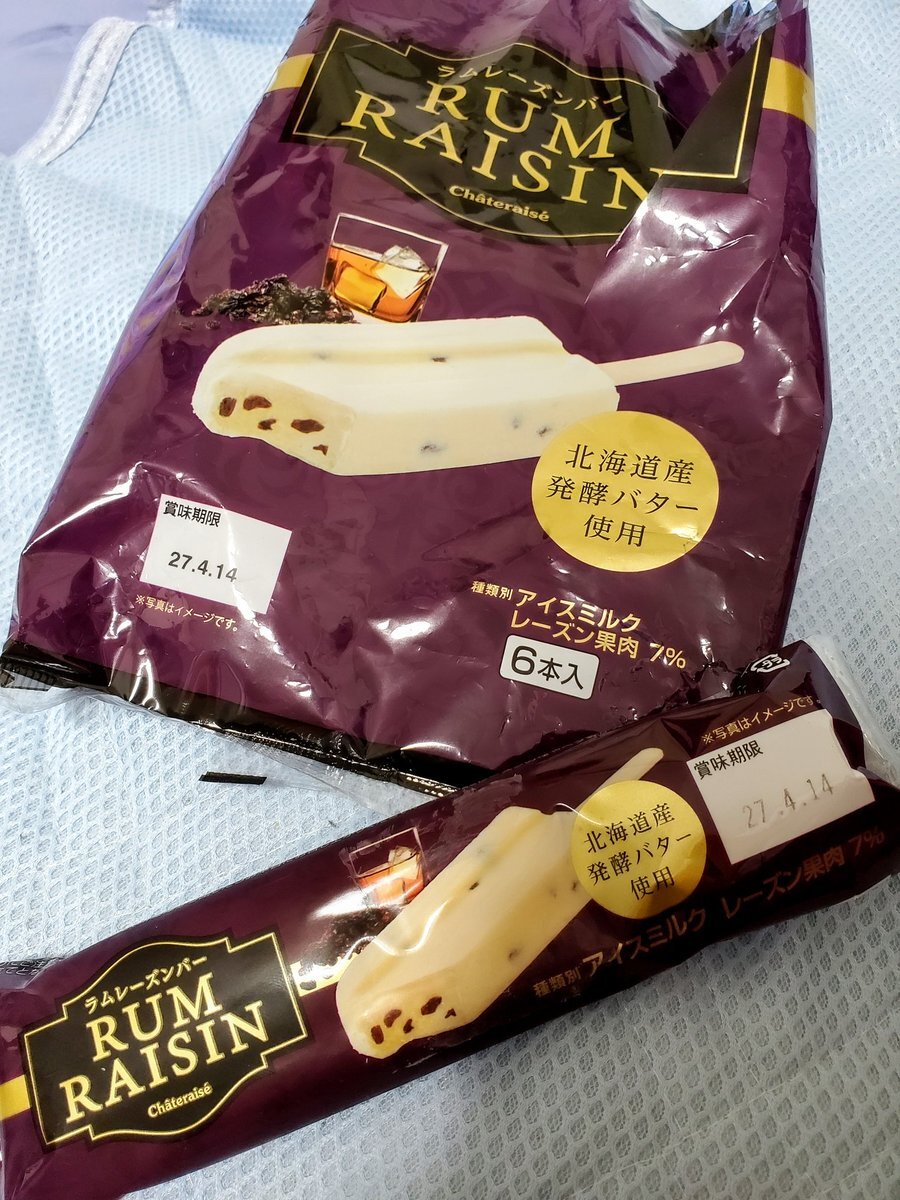 ラムレーズンバー
RUM
RAISIN
Châteraisé
北海道産
発酵バター
使用
賞味期限
27.4.14
※写真はイメージです。
種類別 アイスミルク
レーズン果肉 7%
6本入
プラ
※写真はイメージです
賞味期限
27.4.14
北海道産
発酵バター
使用
種類別 アイスミルク レーズン果肉 7%
ラムレーズンバー
RUM
RAISIN
Châteraisé